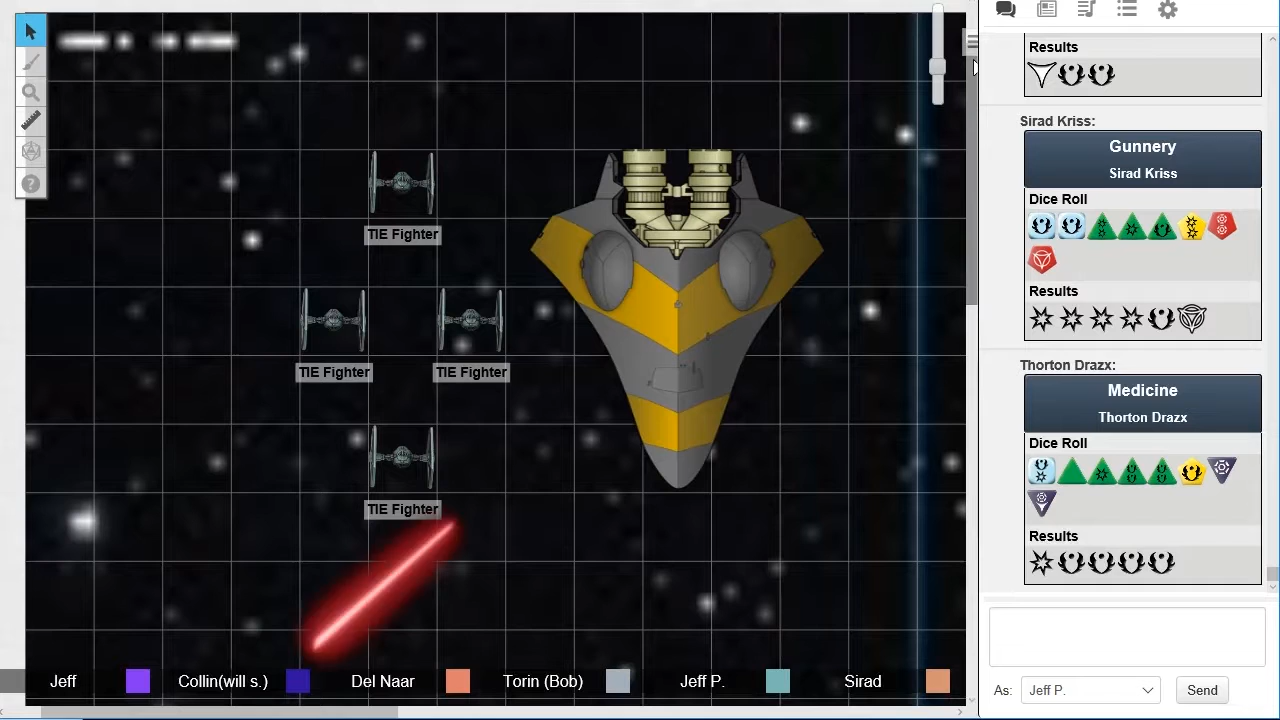 TIE Fighter
TIE Fighter TIE Fighter
TIE Fighter
Jeff Collin(will s.) Del Naar Torin (Bob) Jeff P. Sirad
Results
Sirad Kriss:
Gunnery
Sirad Kriss
Dice Roll
Results
Thorton Drazx:
Medicine
Thorton Drazx
Dice Roll
Results
As: Jeff P. Send